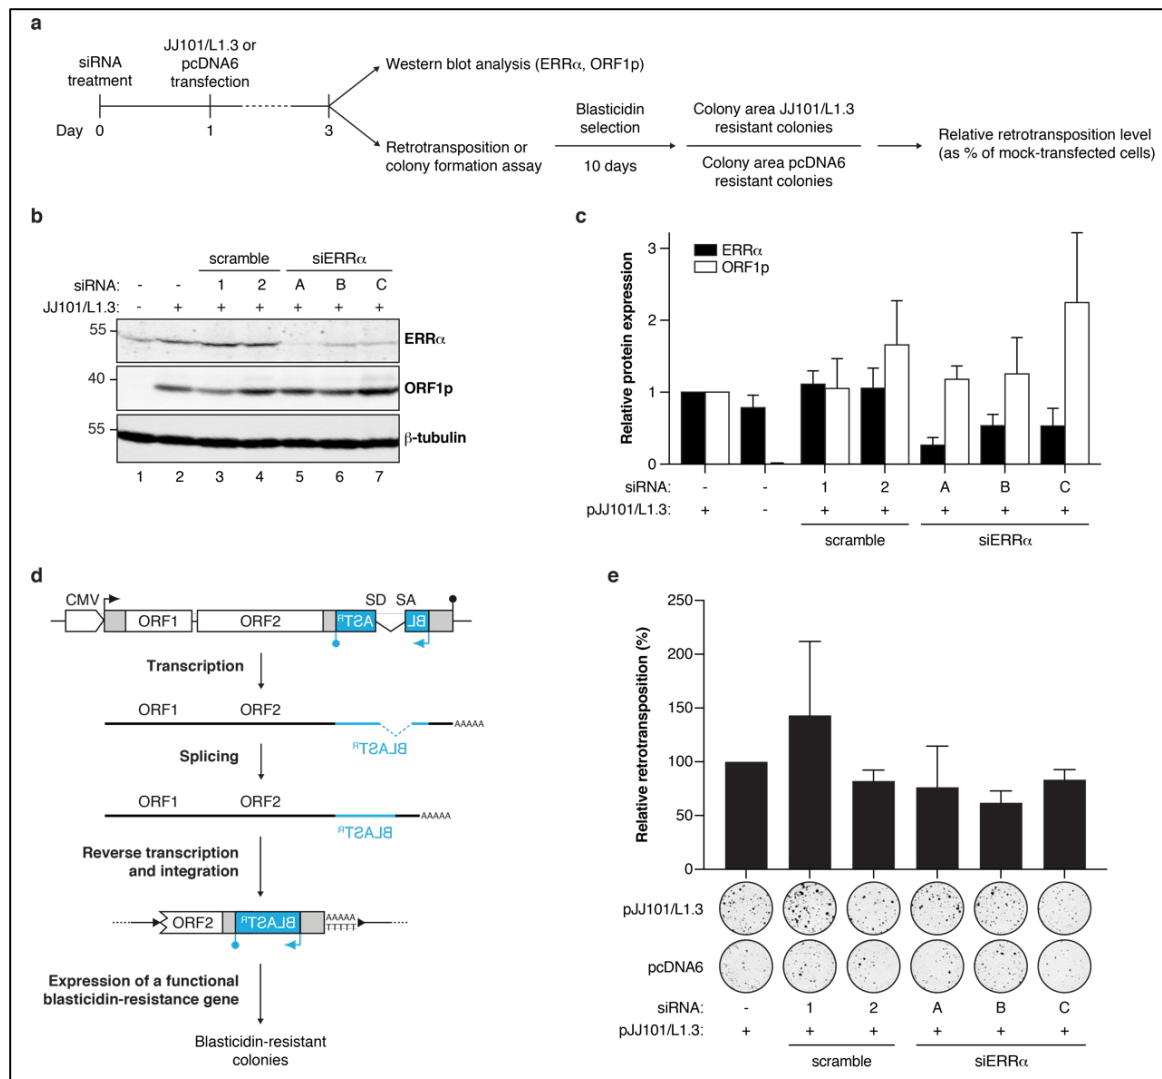 a
siRNA
treatment
JJ101/L1.3 or
pcDNA6
transfection
Day 0 1 3
Western blot analysis (ERRα, ORF1p)
Retrotransposition or
colony formation assay
Blasticidin
selection
10 days
Colony area JJ101/L1.3
resistant colonies
Colony area pcDNA6
resistant colonies
Relative retrotransposition level
(as % of mock-transfected cells)
b
scramble siERRα
siRNA: - - 1 2 A B C
JJ101/L1.3: - + + + + + +
55
ERRα
40
ORF1p
55
β-tubulin
1 2 3 4 5 6 7
c
ERRα
ORF1p
Relative protein expression
3
2
1
0
siRNA: - - 1 2 A B C
pJJ101/L1.3: + - + + + + +
scramble siERRα
d
CMV SD SA
ORF1 ORF2 ASTᴿ BL
Transcription
ORF1 ORF2
AAAAA
BLASTᴿ
Splicing
ORF1 ORF2
AAAAA
BLASTᴿ
Reverse transcription
and integration
ORF2 BLASTᴿ AAAAA
TTTTT
Expression of a functional
blasticidin-resistance gene
Blasticidin-resistant
colonies
e
Relative retrotransposition (%)
250
200
150
100
50
0
pJJ101/L1.3
pcDNA6
siRNA: - 1 2 A B C
pJJ101/L1.3: + + + + + +
scramble siERRα